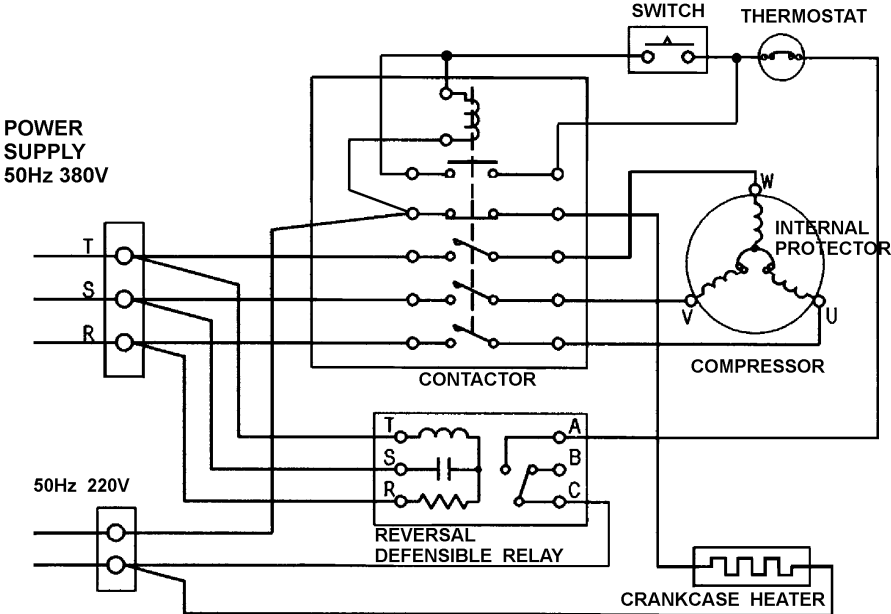 SWITCH
THERMOSTAT
POWER
SUPPLY
50Hz 380V
W
INTERNAL
PROTECTOR
T
S
V
U
R
COMPRESSOR
CONTACTOR
T
A
S
B
50Hz 220V
R
C
REVERSAL
DEFENSIBLE RELAY
CRANKCASE HEATER